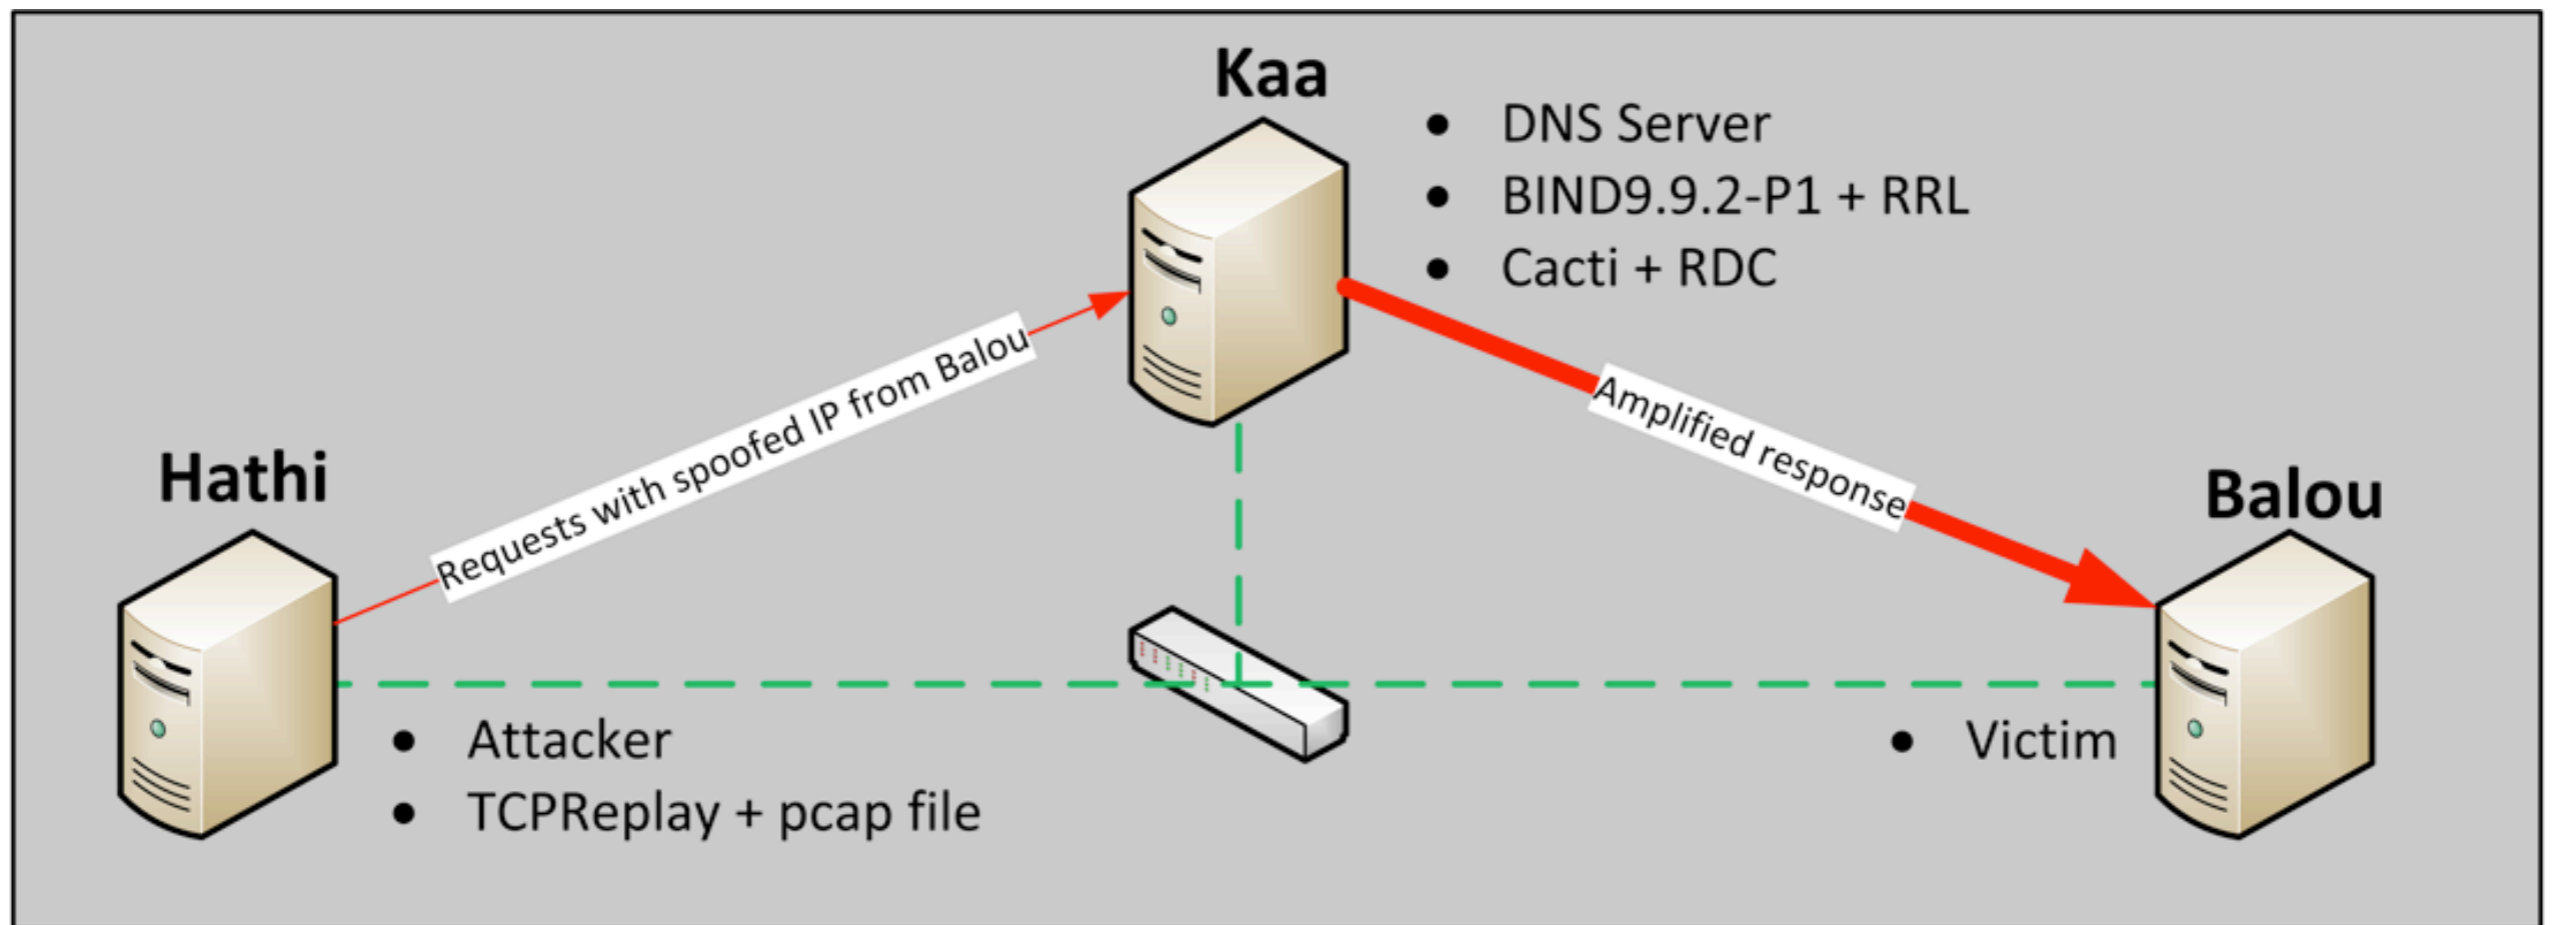 Kaa
DNS Server
BIND9.9.2-P1 + RRL
Cacti + RDC
Requests with spoofed IP from Balou
Amplified response
Hathi
Balou
Attacker
TCPReplay + pcap file
Victim